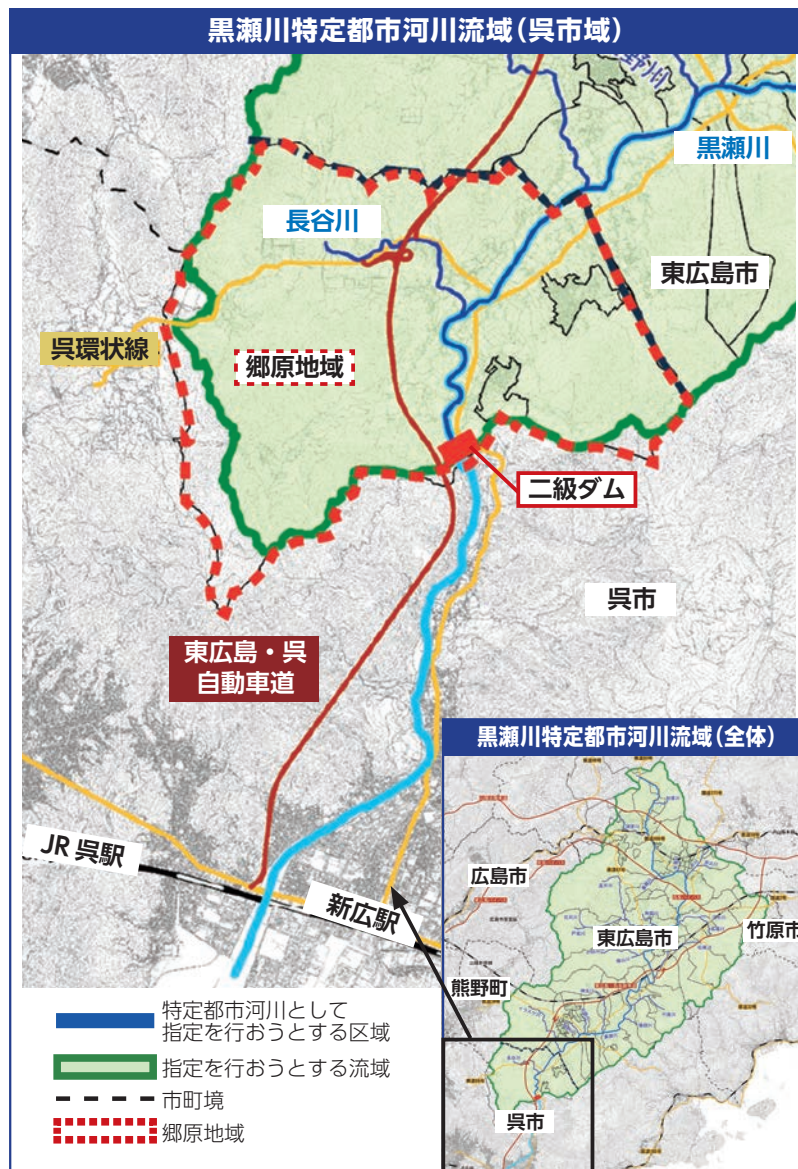 黒瀬川特定都市河川流域（呉市域）
野川
黒瀬川
長谷川
東広島市
呉環状線
郷原地域
二級ダム
呉市
東広島・呉
自動車道
JR 呉駅
新広駅
特定都市河川として
指定を行おうとする区域
指定を行おうとする流域
市町境
郷原地域
黒瀬川特定都市河川流域（全体）
広島市
東広島市
竹原市
熊野町
呉市